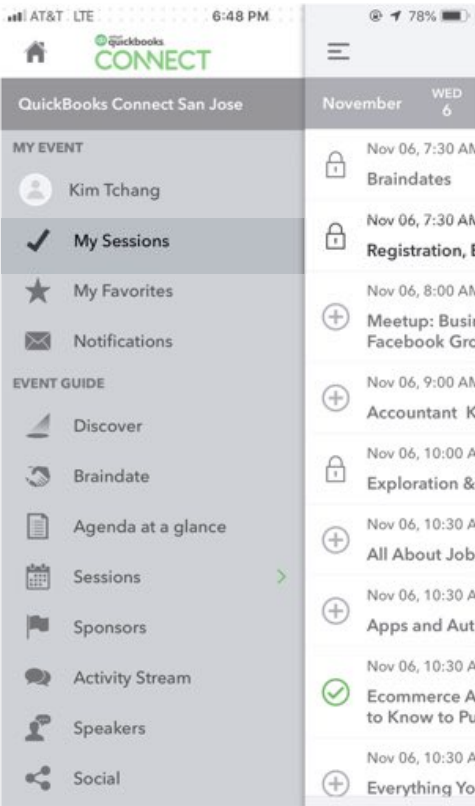 AT&T LTE 6:48 PM
78%
quickbooks
CONNECT
QuickBooks Connect San Jose
MY EVENT
Kim Tchang
My Sessions
My Favorites
Notifications
EVENT GUIDE
Discover
Braindate
Agenda at a glance
Sessions
Sponsors
Activity Stream
Speakers
Social
November WED
6
Nov 06, 7:30 AM
Braindates
Nov 06, 7:30 AM
Registration,
Nov 06, 8:00 AM
Meetup:
Facebook
Nov 06, 9:00 AM
Accountant
Nov 06, 10:00 A
Exploration &
Nov 06, 10:30 A
All About Job
Nov 06, 10:30 A
Apps and
Nov 06, 10:30 A
Ecommerce
to Know to
Nov 06, 10:30 A
Everything